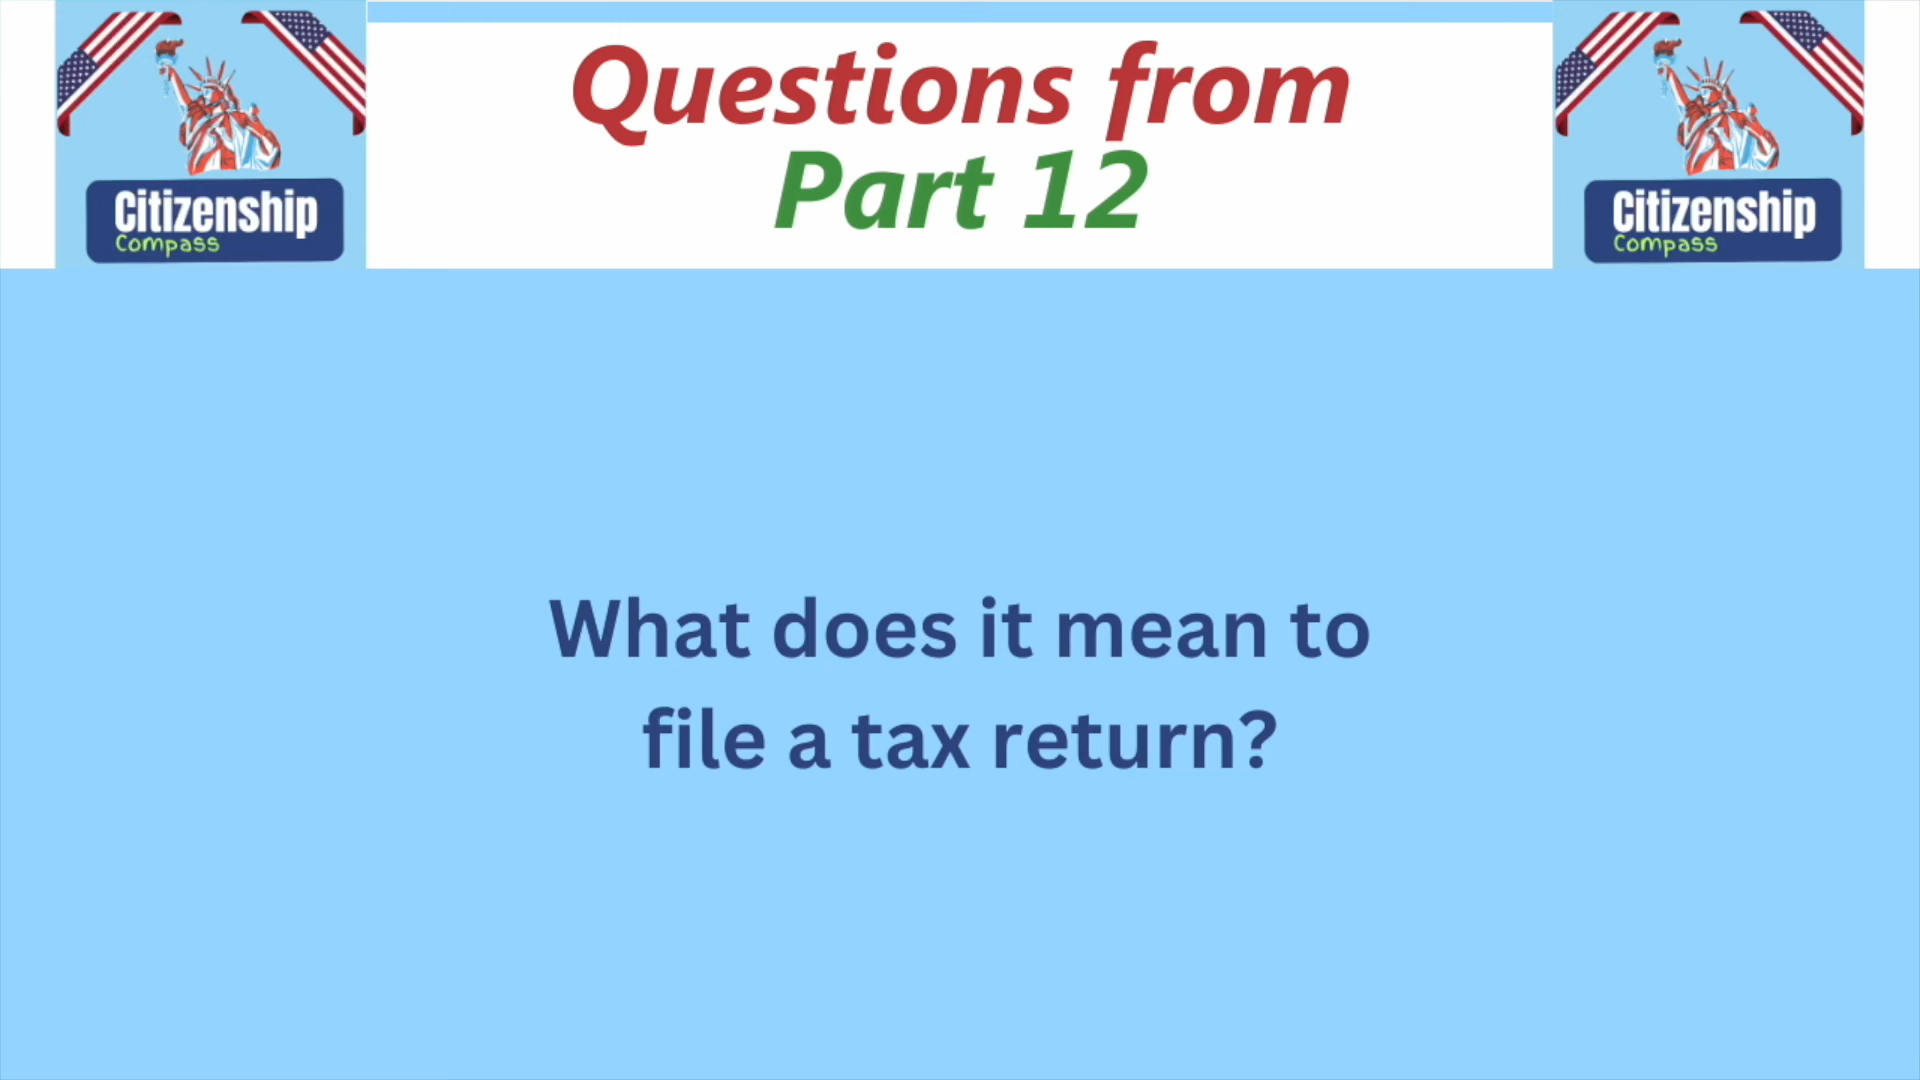 Questions from
Part 12
Citizenship
Compass
Citizenship
Compass
What does it mean to
file a tax return?